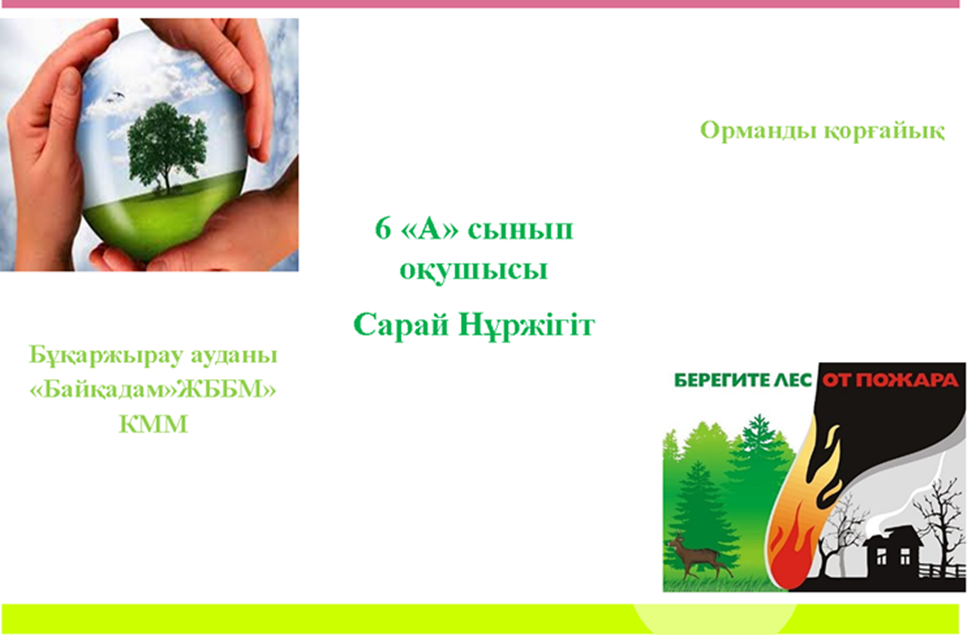 Орманды қорғайық
6 «А» сынып
оқушысы
Сарай Нұржігіт
Бұқаржырау ауданы
«Байқадам»ЖББМ»
КММ
БЕРЕГИТЕ ЛЕС ОТ ПОЖАРА